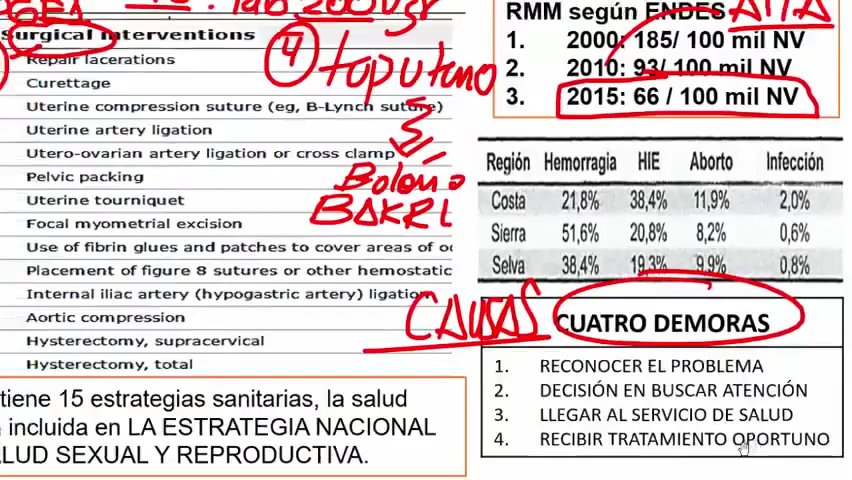 200
Surgical Interventions
Repair lacerations
Curettage
Uterine compression suture (eg, B-Lynch suture)
Uterine artery ligation
Utero-ovarian artery ligation or cross clamp
Pelvic packing
Uterine tourniquet
Focal myometrial excision
Use of fibrin glues and patches to cover areas of
Placement of figure 8 sutures or other hemostatic
Internal iliac artery (hypogastric artery) ligation
Aortic compression
Hysterectomy, supracervical
Hysterectomy, total
4
Balón
BAKRI
CAUSAS
tiene 15 estrategias sanitarias, la salud
incluida en LA ESTRATEGIA NACIONAL
SALUD SEXUAL Y REPRODUCTIVA.
RMM según ENDES
1. 2000: 185/ 100 mil NV
2. 2010: 93/ 100 mil NV
3. 2015: 66 / 100 mil NV
Región Hemorragia HIE Aborto Infección
Costa 21,8% 38,4% 11,9% 2,0%
Sierra 51,6% 20,8% 8,2% 0,6%
Selva 38,4% 19,3% 9,9% 0,8%
CUATRO DEMORAS
1. RECONOCER EL PROBLEMA
2. DECISIÓN EN BUSCAR ATENCIÓN
3. LLEGAR AL SERVICIO DE SALUD
4. RECIBIR TRATAMIENTO OPORTUNO